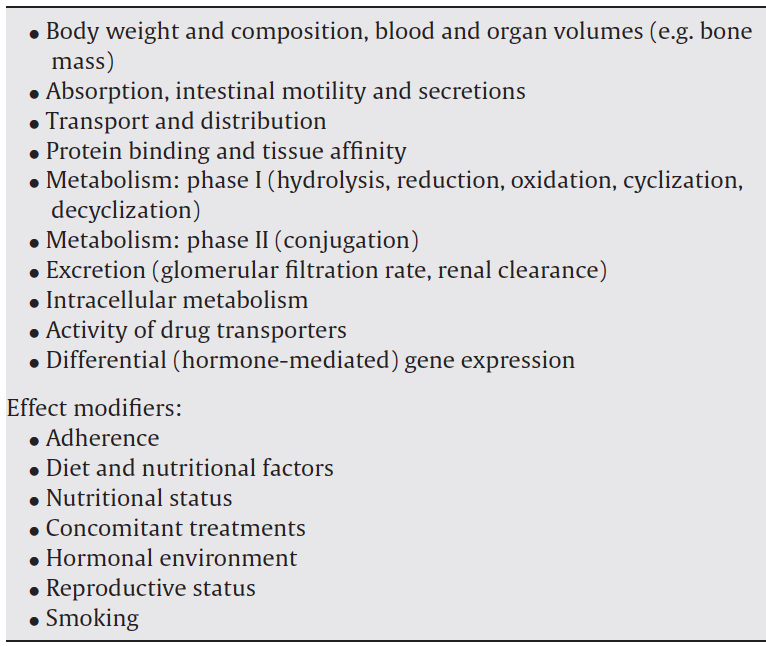 • Body weight and composition, blood and organ volumes (e.g. bone
mass)
• Absorption, intestinal motility and secretions
• Transport and distribution
• Protein binding and tissue affinity
• Metabolism: phase I (hydrolysis, reduction, oxidation, cyclization,
decyclization)
• Metabolism: phase II (conjugation)
• Excretion (glomerular filtration rate, renal clearance)
• Intracellular metabolism
• Activity of drug transporters
• Differential (hormone-mediated) gene expression
Effect modifiers:
• Adherence
• Diet and nutritional factors
• Nutritional status
• Concomitant treatments
• Hormonal environment
• Reproductive status
• Smoking